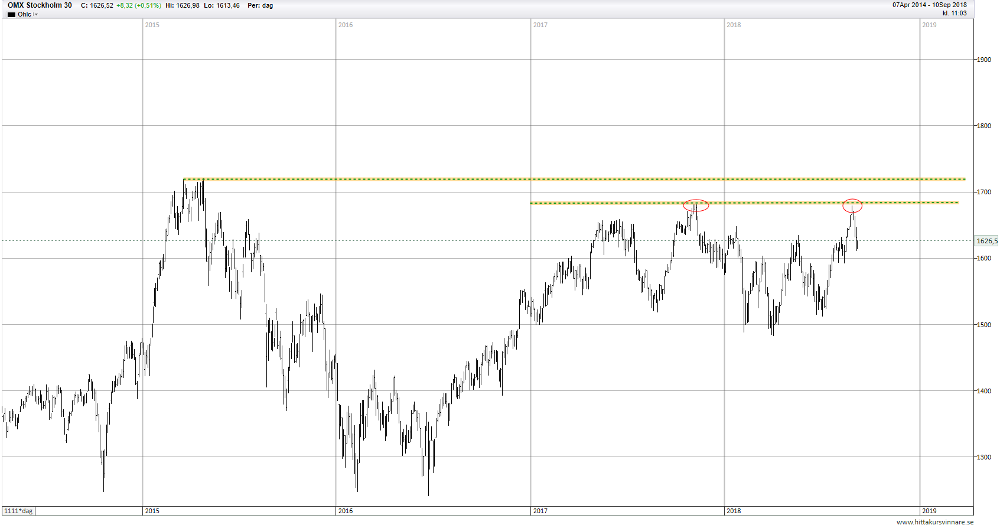 OMX Stockholm 30 C: 1626,52 +8,32 (+0,51%) Hi: 1626,98 Lo: 1613,46 Per: dag 07Apr 2014 - 10Sep 2018
Ohlc kl. 11:03
2015 2016 2017 2018 2019
1900
1800
1700
1626,5
1600
1500
1400
1300
1111*dag 2015 2016 2017 2018 2019
www.hittakursvinnare.se